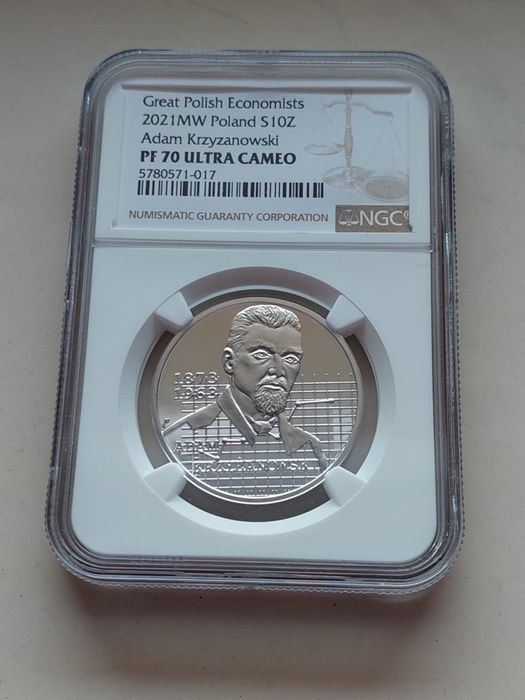 Great Polish Economists
2021MW Poland S10Z
Adam Krzyzanowski
PF 70 ULTRA CAMEO
5780571-017
NUMISMATIC GUARANTY CORPORATION NGC
1873
1963
ADAM
KRZYŻANOWSKI